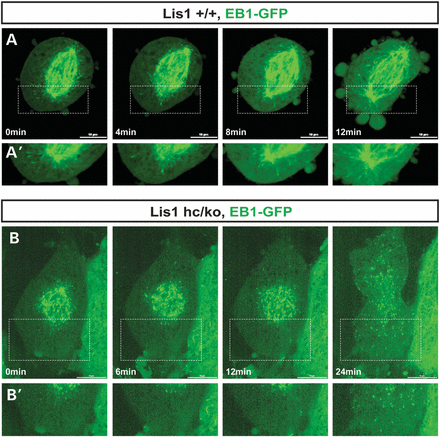 Lis1 +/+, EB1-GFP
A
0min
4min
8min
12min
A′
Lis1 hc/ko, EB1-GFP
B
0min
6min
12min
24min
B′